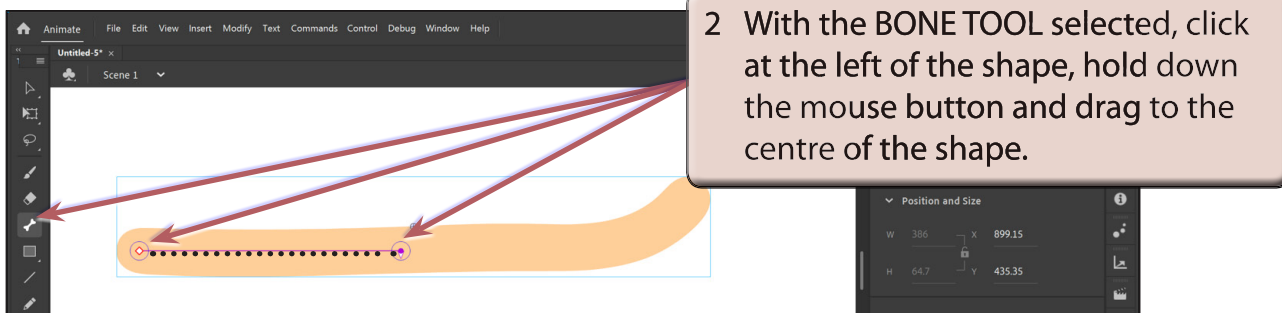 Animate File Edit View Insert Modify Text Commands Control Debug Window Help
Untitled-5* ×
Scene 1
2 With the BONE TOOL selected, click
at the left of the shape, hold down
the mouse button and drag to the
centre of the shape.
Position and Size
W 386 X 899.15
H 64.7 Y 435.35